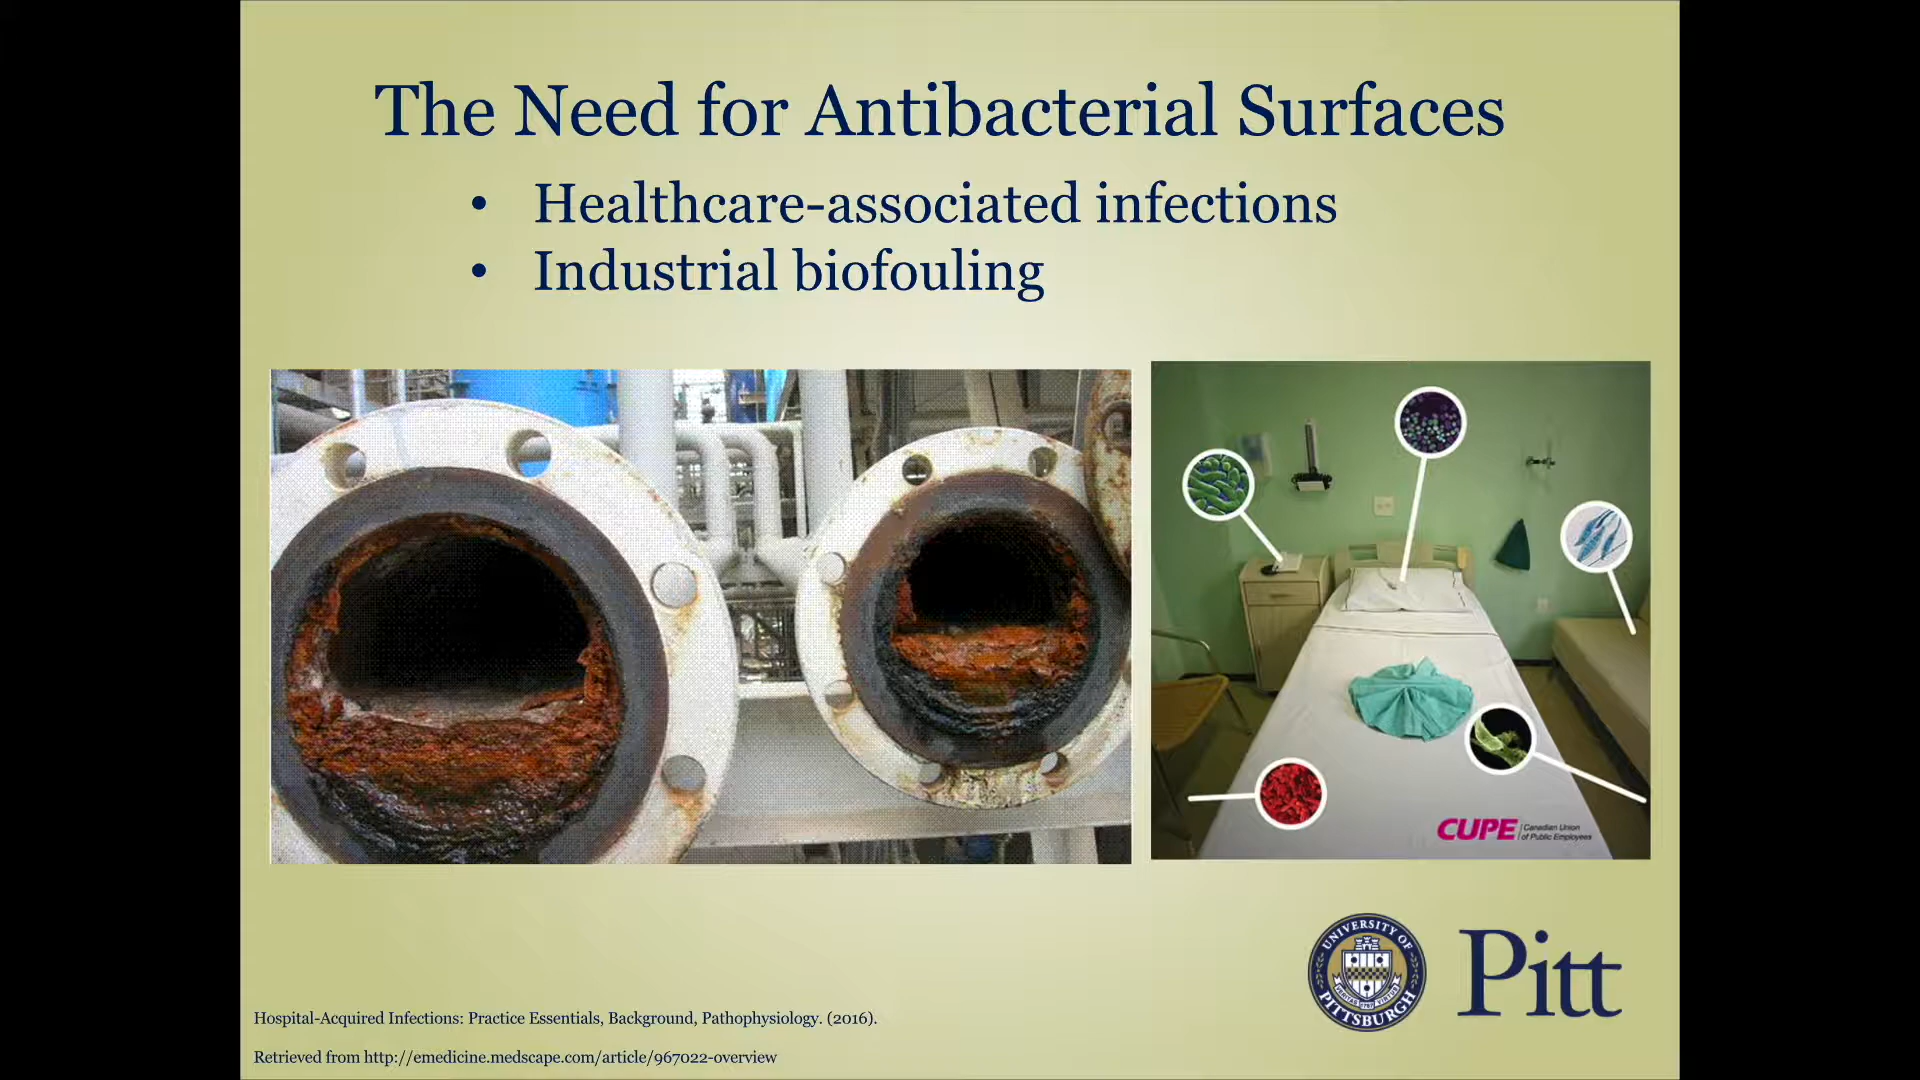 The Need for Antibacterial Surfaces
• Healthcare-associated infections
• Industrial biofouling
CUPE
Canadian Union
of Public Employees
UNIVERSITY OF
PITTSBURGH
Pitt
Hospital-Acquired Infections: Practice Essentials, Background, Pathophysiology. (2016).
Retrieved from http://emedicine.medscape.com/article/967022-overview